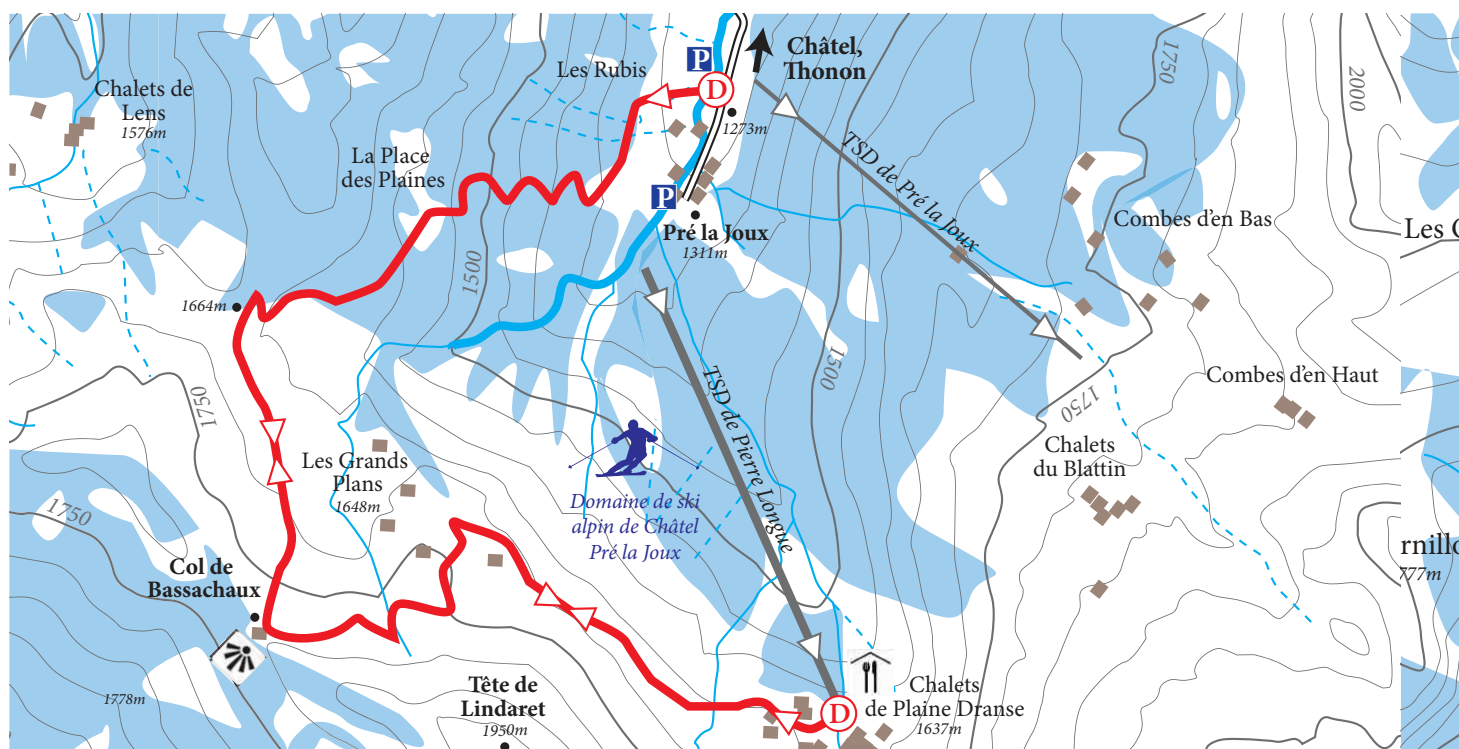 P
Châtel,
Thonon
1750
2000
Les Rubis
D
Chalets de
Lens
1576m
1273m
La Place
des Plaines
TSD de Pré la Joux
P
Combes d'en Bas
Pré la Joux
1311m
Les
1500
1664m
1500
TSD de Pierre Longue
1750
1750
Combes d'en Haut
Chalets
du Blattin
Les Grands
Plans
1648m
1750
Domaine de ski
alpin de Châtel
Pré la Joux
Col de
Bassachaux
777m
1778m
Tête de
Lindaret
1950m
D
Chalets
de Plaine Dranse
1637m